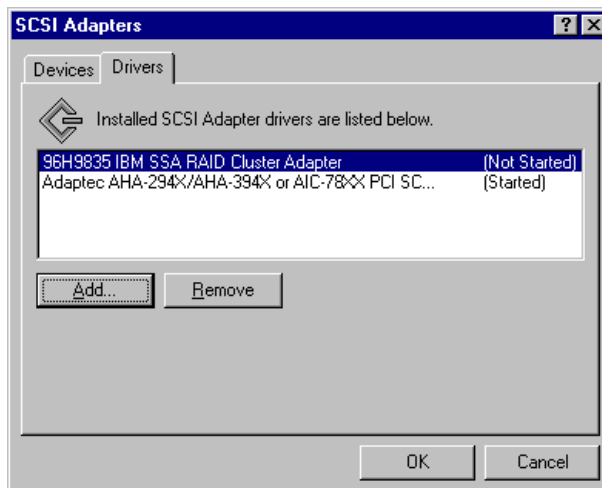 SCSI Adapters
Devices Drivers
Installed SCSI Adapter drivers are listed below.
96H9835 IBM SSA RAID Cluster Adapter (Not Started)
Adaptec AHA-294X/AHA-394X or AIC-78XX PCI SC... (Started)
Add... Remove
OK Cancel